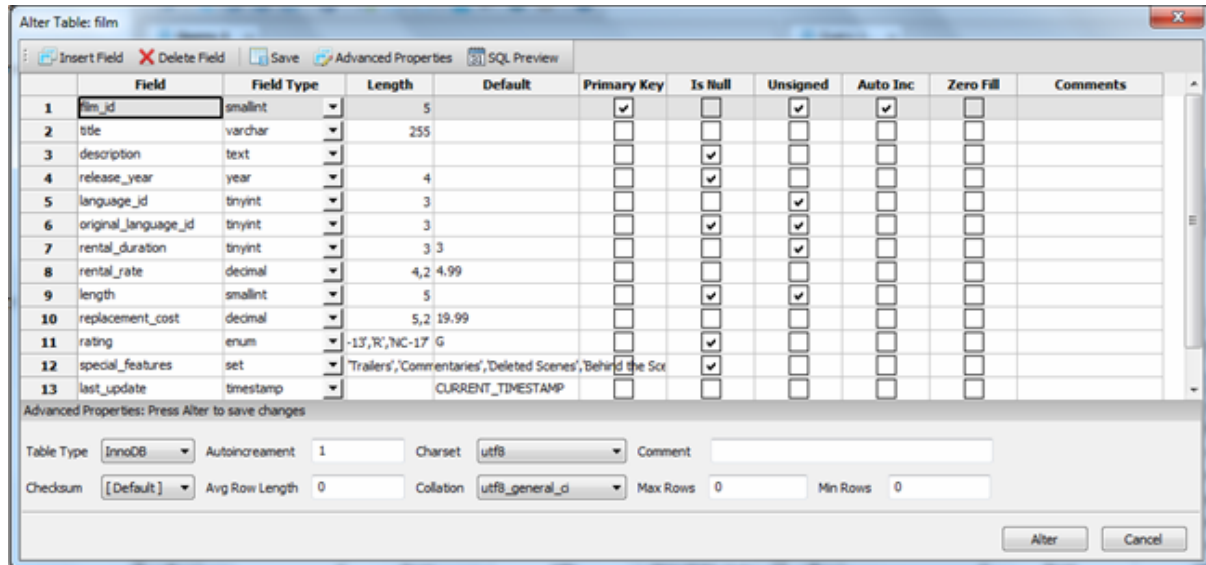 Alter Table: film
Insert Field Delete Field Save Advanced Properties SQL Preview
Field Field Type Length Default Primary Key Is Null Unsigned Auto Inc Zero Fill Comments
1 film_id smallint 5
2 title varchar 255
3 description text
4 release_year year 4
5 language_id tinyint 3
6 original_language_id tinyint 3
7 rental_duration tinyint 3 3
8 rental_rate decimal 4,2 4.99
9 length smallint 5
10 replacement_cost decimal 5,2 19.99
11 rating enum -13','R','NC-17' G
12 special_features set 'Trailers','Commentaries','Deleted Scenes','Behind the Sce
13 last_update timestamp CURRENT_TIMESTAMP
Advanced Properties: Press Alter to save changes
Table Type InnoDB Autoincreament 1 Charset utf8 Comment
Checksum [Default] Avg Row Length 0 Collation utf8_general_ci Max Rows 0 Min Rows 0
Alter Cancel